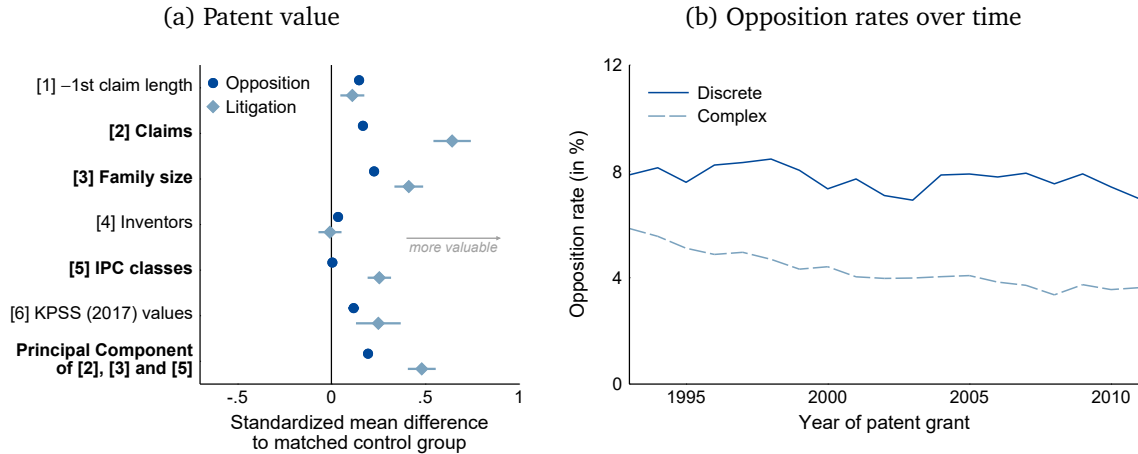 (a) Patent value
[1] –1st claim length
[2] Claims
[3] Family size
[4] Inventors
[5] IPC classes
[6] KPSS (2017) values
Principal Component
of [2], [3] and [5]
Opposition
Litigation
more valuable
-.5 0 .5 1
Standardized mean difference
to matched control group
(b) Opposition rates over time
Opposition rate (in %)
12
8
4
0
Discrete
Complex
1995 2000 2005 2010
Year of patent grant